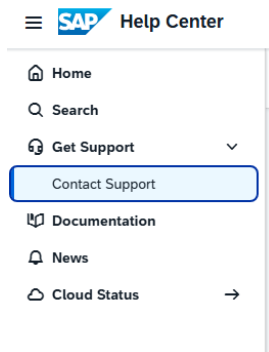 SAP Help Center
Home
Search
Get Support
Contact Support
Documentation
News
Cloud Status